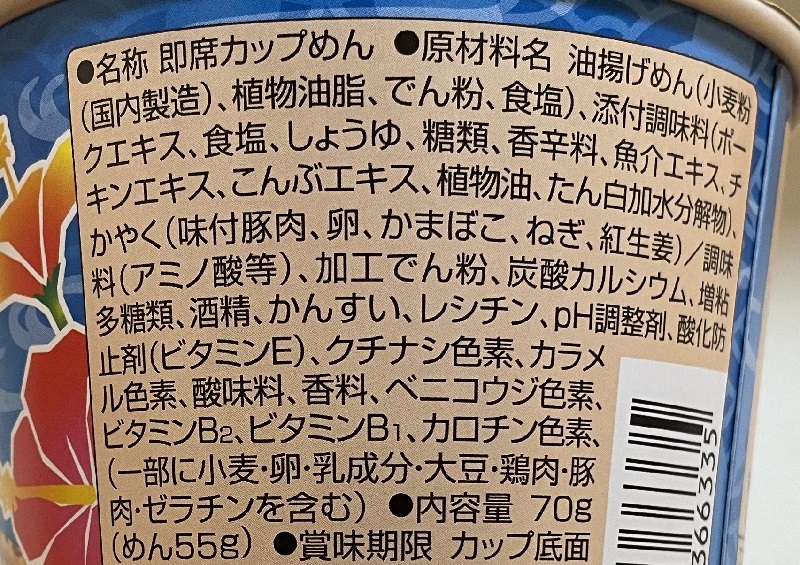 ●名称 即席カップめん ●原材料名 油揚げめん(小麦粉
(国内製造)、植物油脂、でん粉、食塩)、添付調味料(ポー
クエキス、食塩、しょうゆ、糖類、香辛料、魚介エキス、チ
キンエキス、こんぶエキス、植物油、たん白加水分解物)、
かやく(味付豚肉、卵、かまぼこ、ねぎ、紅生姜)/調味
料(アミノ酸等)、加工でん粉、炭酸カルシウム、増粘
多糖類、酒精、かんすい、レシチン、pH調整剤、酸化防
止剤(ビタミンE)、クチナシ色素、カラメ
ル色素、酸味料、香料、ベニコウジ色素、
ビタミンB2、ビタミンB1、カロチン色素、
(一部に小麦・卵・乳成分・大豆・鶏肉・豚
肉・ゼラチンを含む) ●内容量 70g
(めん55g) ●賞味期限 カップ底面
366335